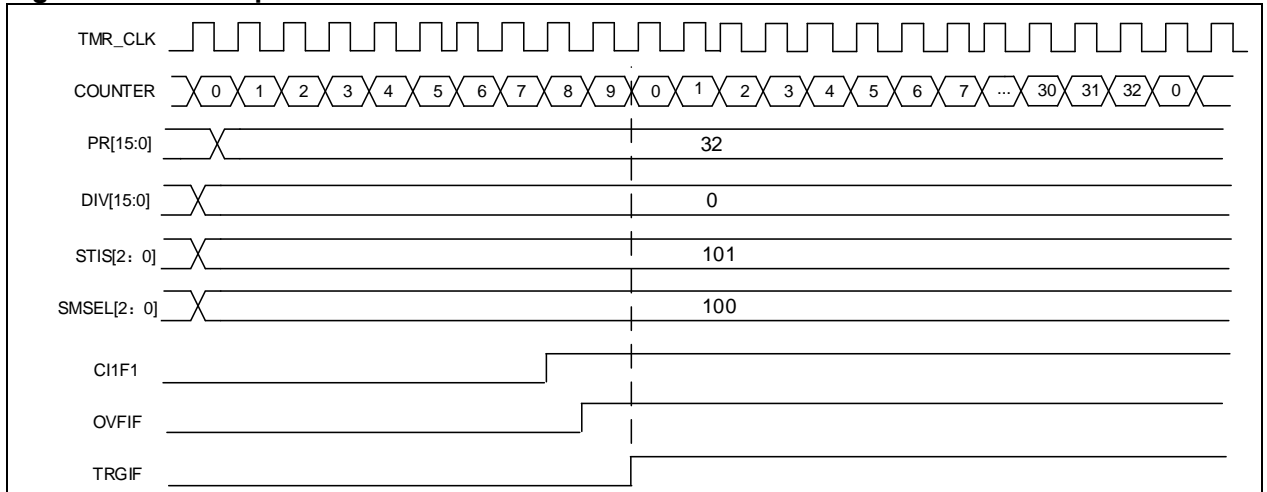 TMR_CLK
COUNTER 0 1 2 3 4 5 6 7 8 9 0 1 2 3 4 5 6 7 ... 30 31 32 0
PR[15:0] 32
DIV[15:0] 0
STIS[2：0] 101
SMSEL[2：0] 100
CI1F1
OVFIF
TRGIF